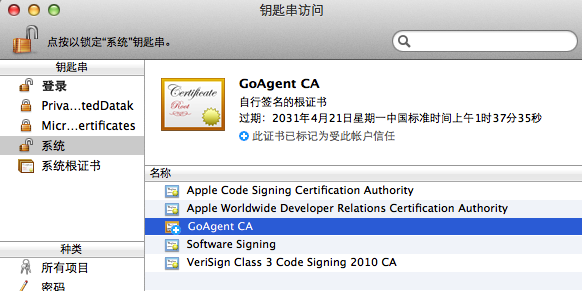 钥匙串访问
点按以锁定“系统”钥匙串。
钥匙串
登录
Priva...tedDatak
Micr...ertificates
系统
系统根证书
Certificate
Root
GoAgent CA
自行签名的根证书
过期：2031年4月21日星期一中国标准时间上午1时37分35秒
此证书已标记为受此帐户信任
名称
Apple Code Signing Certification Authority
Apple Worldwide Developer Relations Certification Authority
GoAgent CA
Software Signing
VeriSign Class 3 Code Signing 2010 CA
种类
所有项目
密码